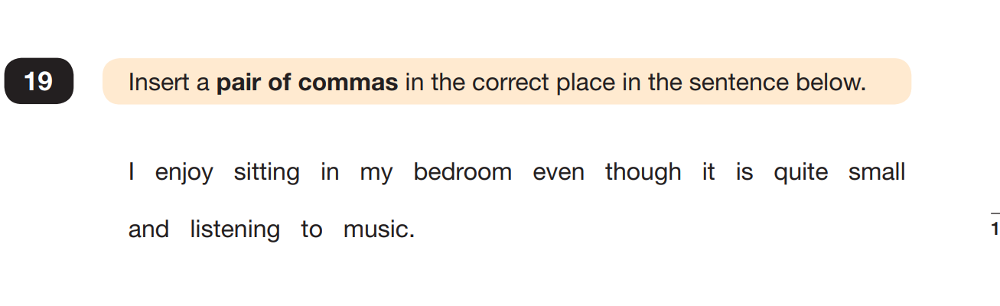 19
Insert a pair of commas in the correct place in the sentence below.
I enjoy sitting in my bedroom even though it is quite small
and listening to music.
1